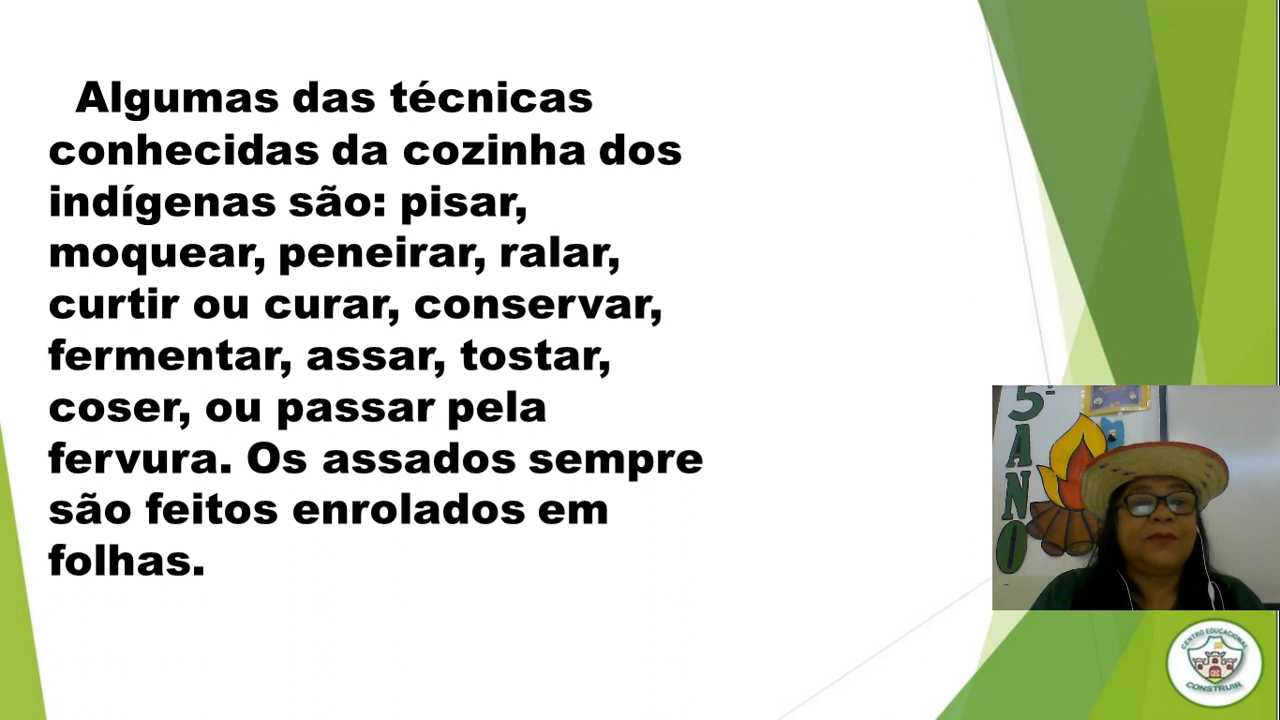 Algumas das técnicas
conhecidas da cozinha dos
indígenas são: pisar,
moquear, peneirar, ralar,
curtir ou curar, conservar,
fermentar, assar, tostar,
coser, ou passar pela
fervura. Os assados sempre
são feitos enrolados em
folhas.
5º
ANO
CENTRO EDUCACIONAL
CONSTRUIR